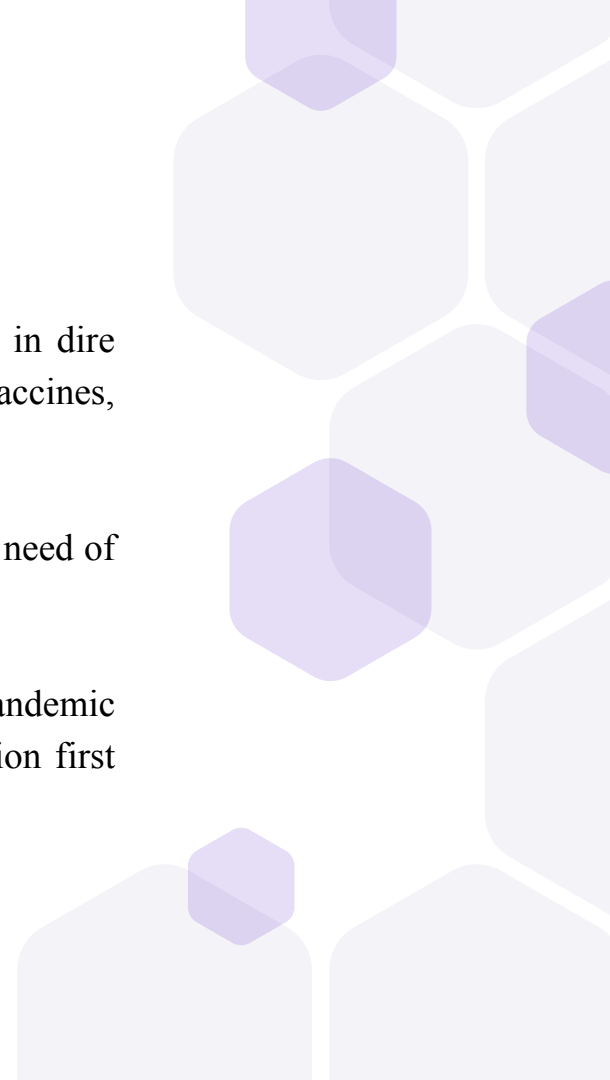 in dire
accines,
need of
andemic
ion first